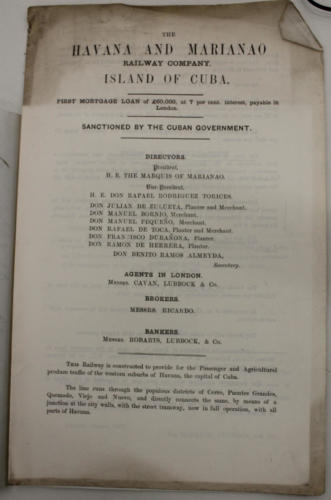 THE
HAVANA AND MARIANAO
RAILWAY COMPANY.
ISLAND OF CUBA.
FIRST MORTGAGE LOAN of £60,000, at 7 per cent. interest, payable in
London.
SANCTIONED BY THE CUBAN GOVERNMENT.
DIRECTORS.
President.
H. E. THE MARQUIS OF MARIANAO.
Vice-President.
H. E. DON RAFAEL RODRIGUEZ TORICES.
DON JULIAN DE ZULUETA, Planter and Merchant.
DON MANUEL BORNIO, Merchant.
DON MANUEL PEQUEÑO, Merchant.
DON RAFAEL DE TOCA, Planter and Merchant.
DON FRANCISCO DURAÑONA, Planter.
DON RAMON DE HERRERA, Planter.
DON BENITO RAMOS ALMEYDA,
Secretary.
AGENTS IN LONDON.
MESSRS. CAVAN, LUBBOCK & Co.
BROKERS.
MESSRS. RICARDO.
BANKERS.
MESSRS. ROBARTS, LUBBOCK, & Co.
THIS Railway is constructed to provide for the Passenger and Agricultural
produce traffic of the western suburbs of Havana, the capital of Cuba.
The line runs through the populous districts of Cerro, Puentes Grandes,
Quemado, Viejo and Nuevo, and directly connects the same, by means of a
junction at the city walls, with the street tramway, now in full operation, with all
parts of Havana.